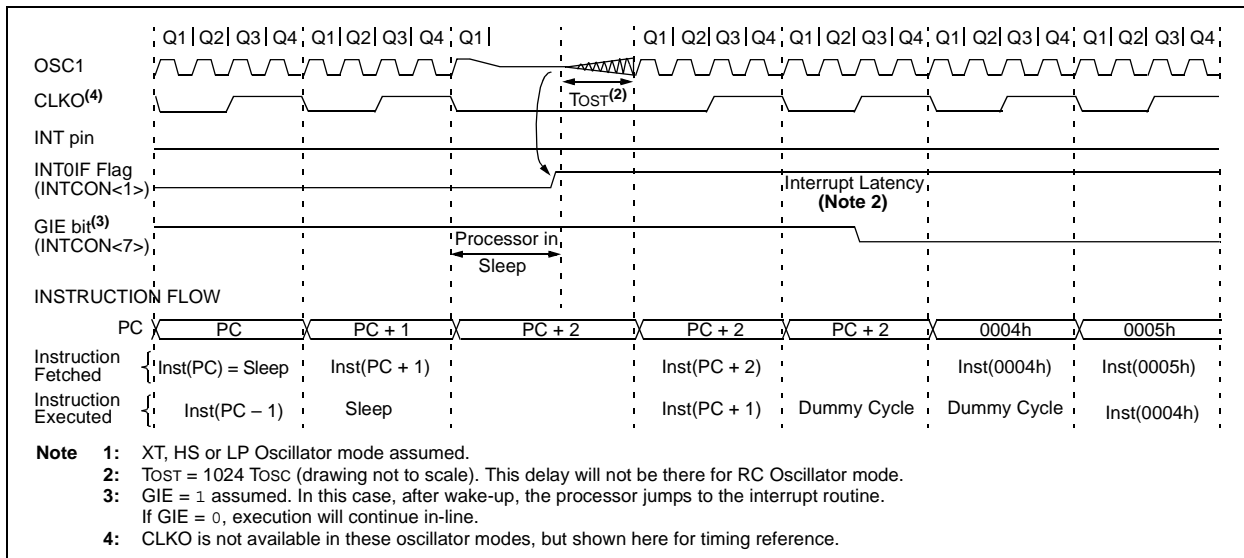 Q1 Q2 Q3 Q4 Q1 Q2 Q3 Q4 Q1 Q1 Q2 Q3 Q4 Q1 Q2 Q3 Q4 Q1 Q2 Q3 Q4 Q1 Q2 Q3 Q4
OSC1
TOST(2)
CLKO(4)
INT pin
INT0IF Flag
(INTCON<1>)
Interrupt Latency
(Note 2)
GIE bit(3)
(INTCON<7>)
Processor in
Sleep
INSTRUCTION FLOW
PC PC PC + 1 PC + 2 PC + 2 PC + 2 0004h 0005h
Instruction
Fetched
Inst(PC) = Sleep Inst(PC + 1) Inst(PC + 2) Inst(0004h) Inst(0005h)
Instruction
Executed
Inst(PC – 1) Sleep Inst(PC + 1) Dummy Cycle Dummy Cycle Inst(0004h)
Note 1: XT, HS or LP Oscillator mode assumed.
2: TOST = 1024 TOSC (drawing not to scale). This delay will not be there for RC Oscillator mode.
3: GIE = 1 assumed. In this case, after wake-up, the processor jumps to the interrupt routine.
If GIE = 0, execution will continue in-line.
4: CLKO is not available in these oscillator modes, but shown here for timing reference.